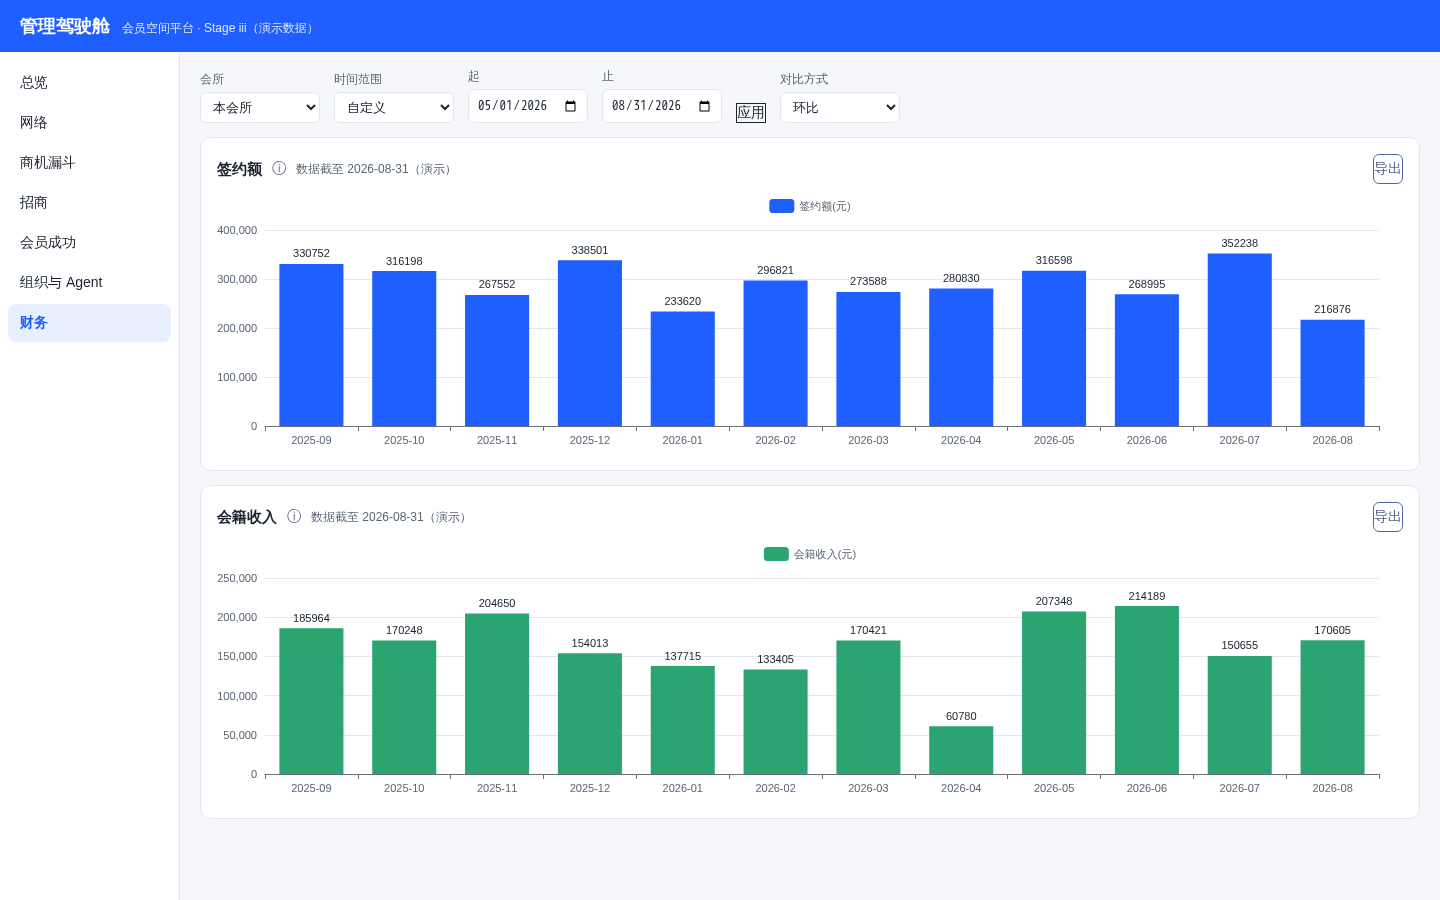 管理驾驶舱 会员空间平台 · Stage iii（演示数据）
总览
网络
商机漏斗
招商
会员成功
组织与 Agent
财务
会所 时间范围 起 止 对比方式
本会所 自定义 05/01/2026 08/31/2026 应用 环比
签约额 ⓘ 数据截至 2026-08-31（演示） 导出
签约额(元)
400,000
300,000
200,000
100,000
0
330752 316198 267552 338501 233620 296821 273588 280830 316598 268995 352238 216876
2025-09 2025-10 2025-11 2025-12 2026-01 2026-02 2026-03 2026-04 2026-05 2026-06 2026-07 2026-08
会籍收入 ⓘ 数据截至 2026-08-31（演示） 导出
会籍收入(元)
250,000
200,000
150,000
100,000
50,000
0
185964 170248 204650 154013 137715 133405 170421 60780 207348 214189 150655 170605
2025-09 2025-10 2025-11 2025-12 2026-01 2026-02 2026-03 2026-04 2026-05 2026-06 2026-07 2026-08